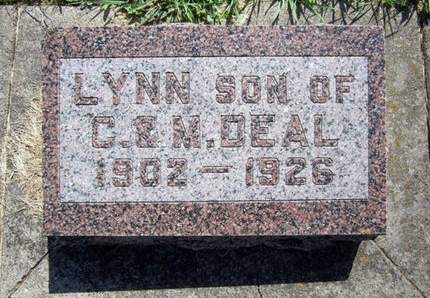 LYNN SON OF
C. & M. DEAL
1902 — 1926